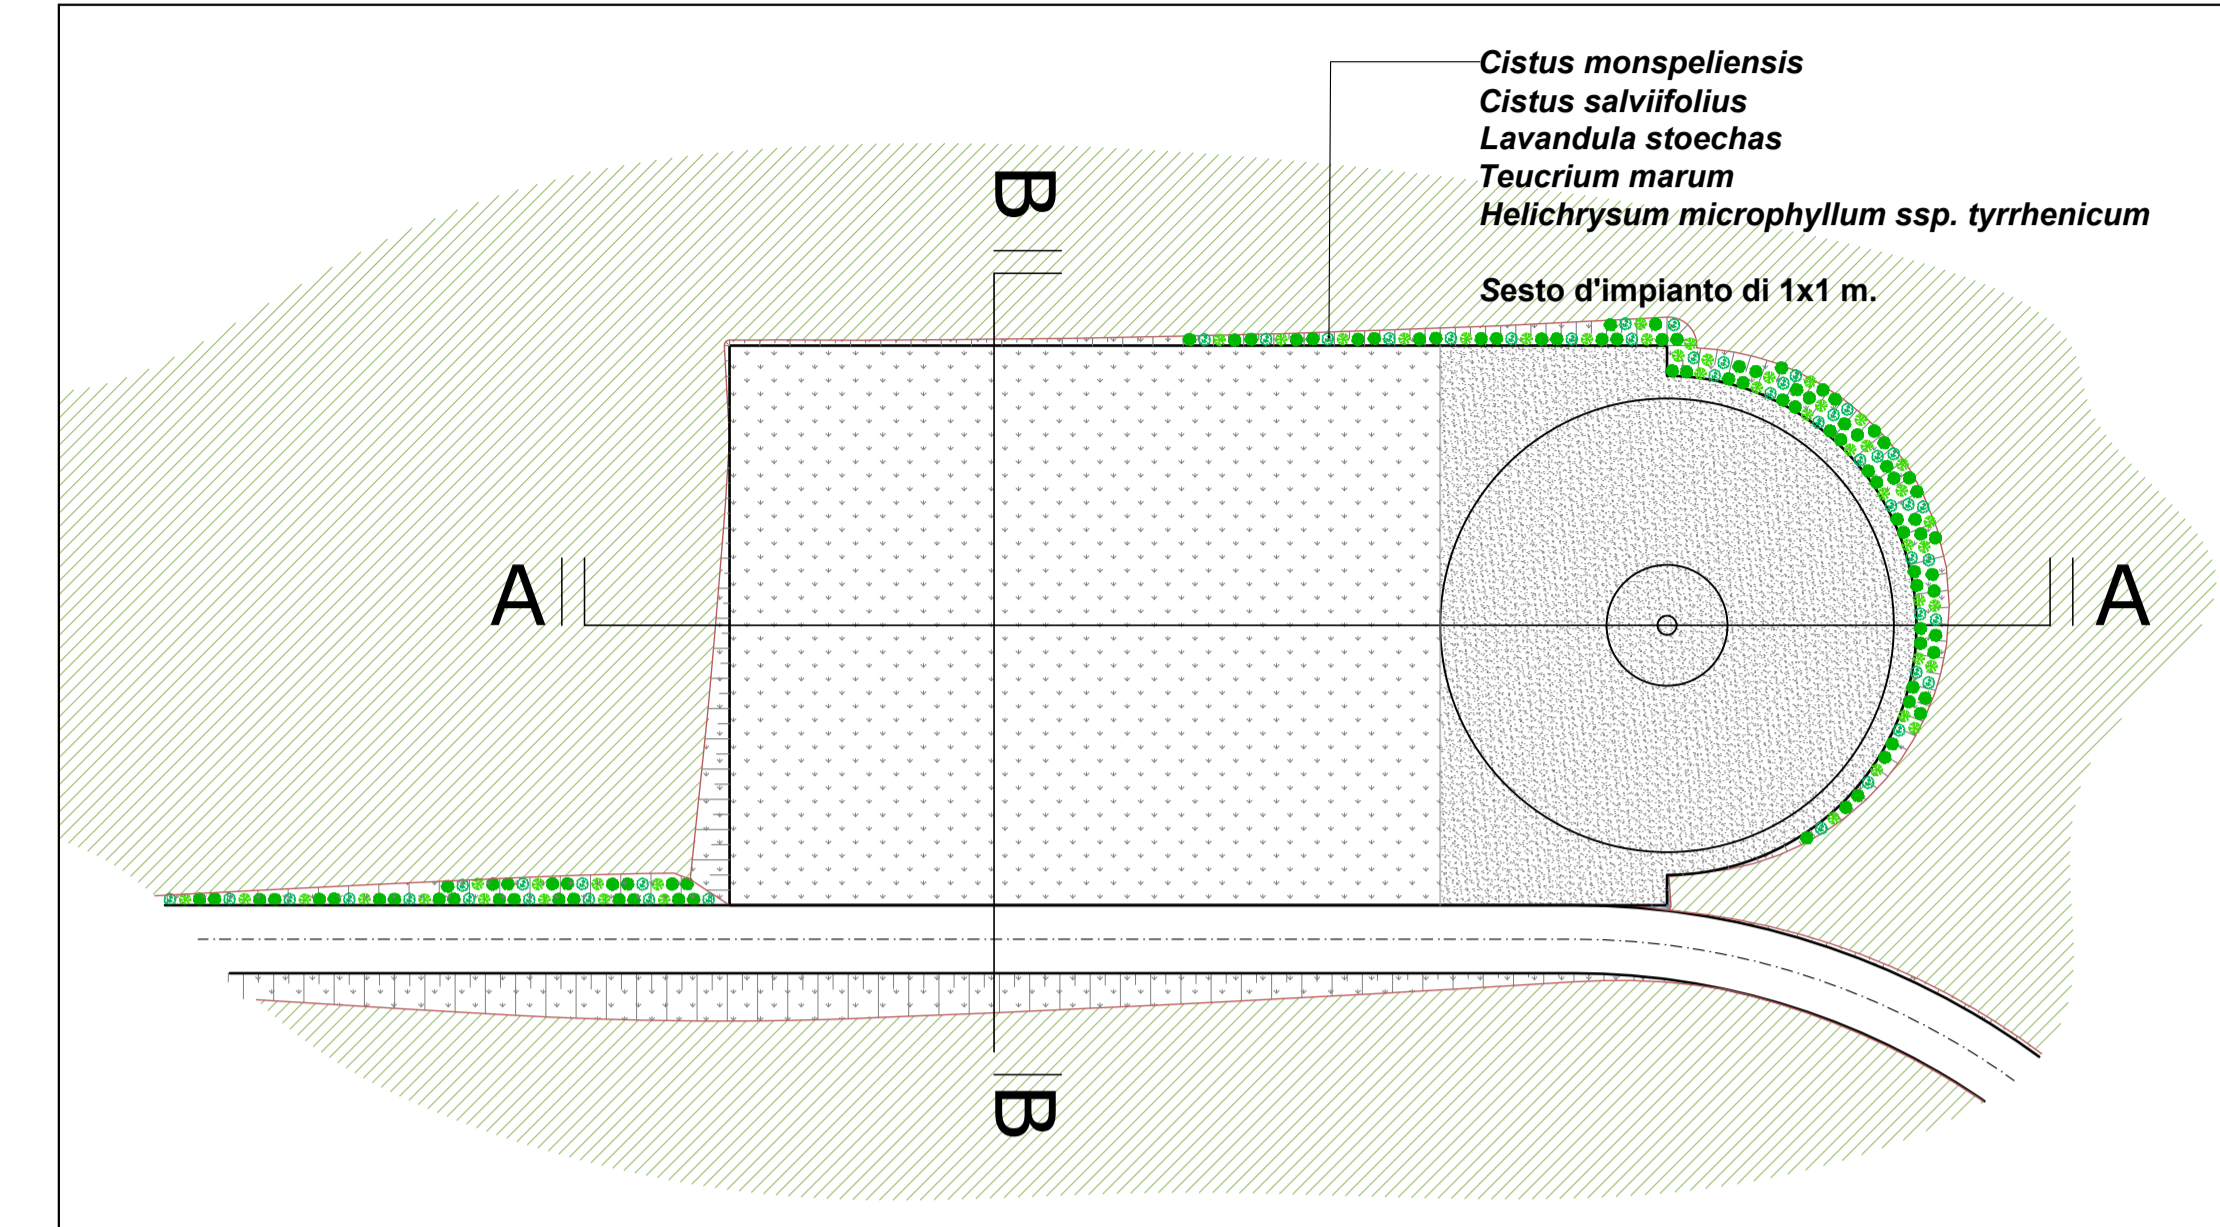 Cistus monspeliensis
Cistus salviifolius
Lavandula stoechas
Teucrium marum
Helichrysum microphyllum ssp. tyrrhenicum
Sesto d'impianto di 1x1 m.
B
A
A
B